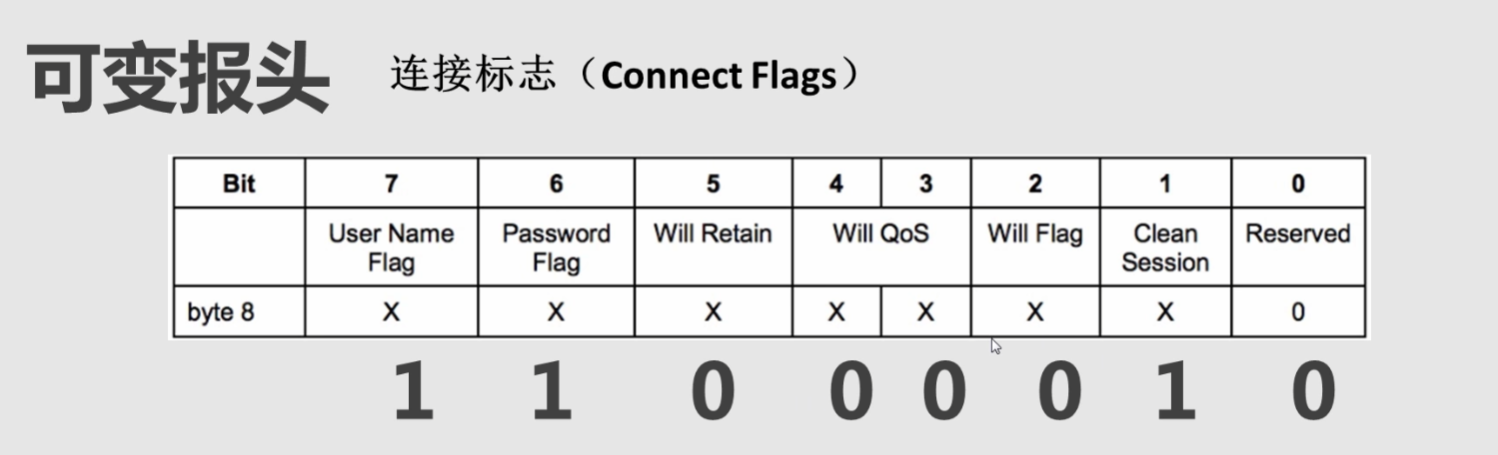 可变报头 连接标志（Connect Flags）
Bit 7 6 5 4 3 2 1 0
User Name Password Will Retain Will QoS Will Flag Clean Reserved
Flag Flag Session
byte 8 X X X X X X X 0
1 1 0 0 0 0 1 0